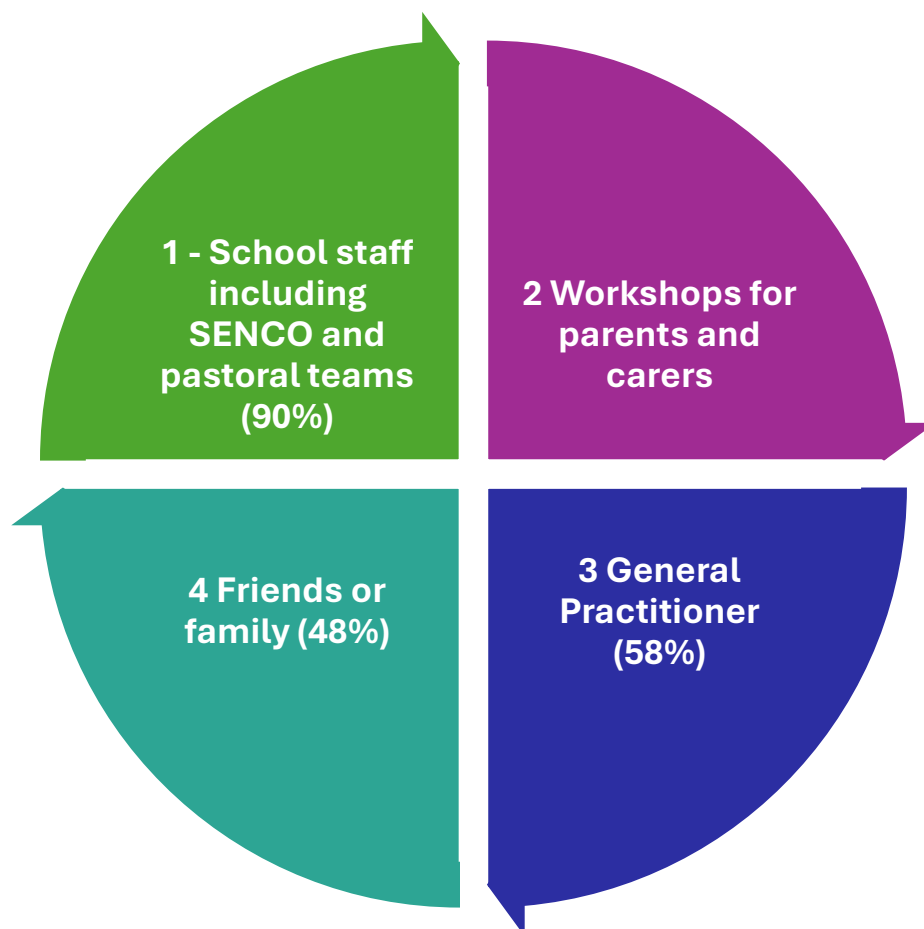 1 - School staff
including
SENCO and
pastoral teams
(90%)
2 Workshops for
parents and
carers
3 General
Practitioner
(58%)
4 Friends or
family (48%)